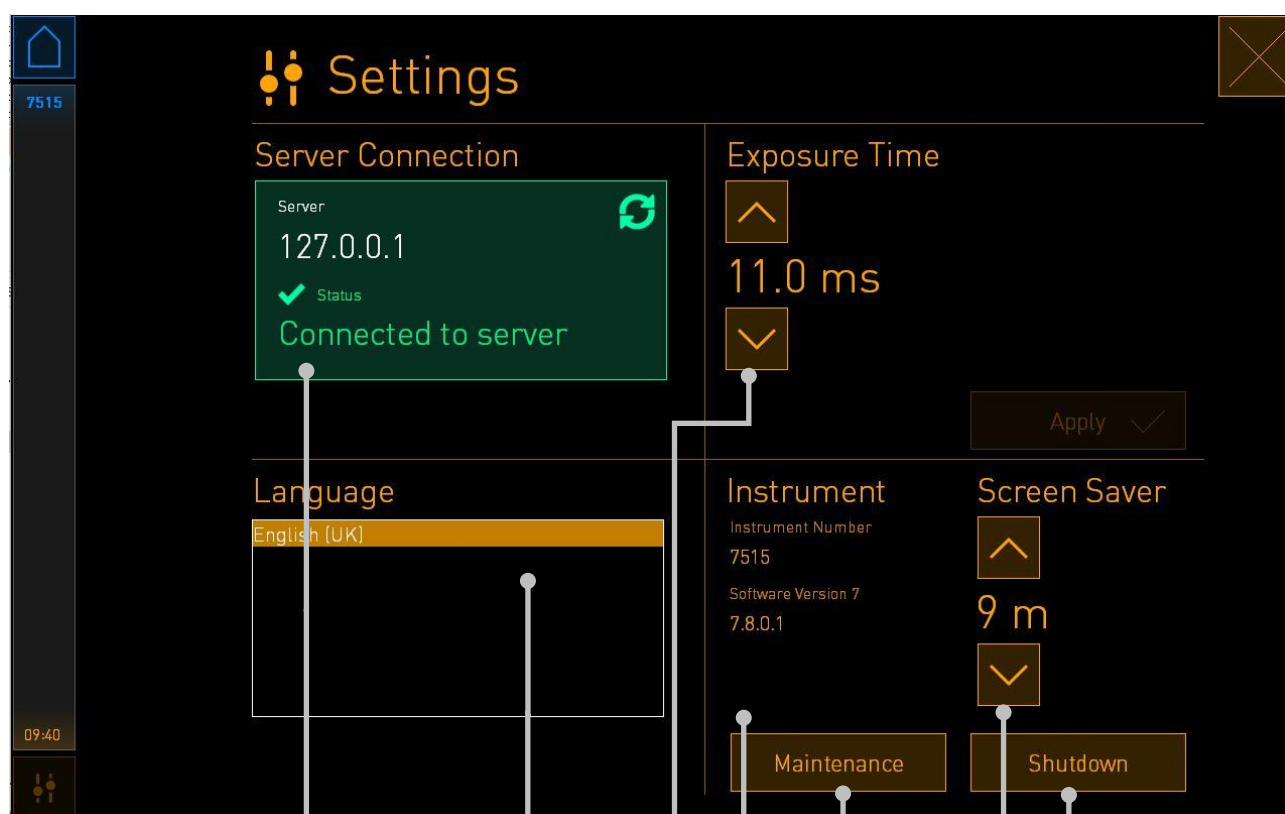 7515
Settings
Server Connection
Server
127.0.0.1
Status
Connected to server
Exposure Time
11.0 ms
Apply
Language
English (UK)
Instrument
Instrument Number
7515
Software Version 7
7.8.0.1
Screen Saver
9 m
09:40
Maintenance
Shutdown